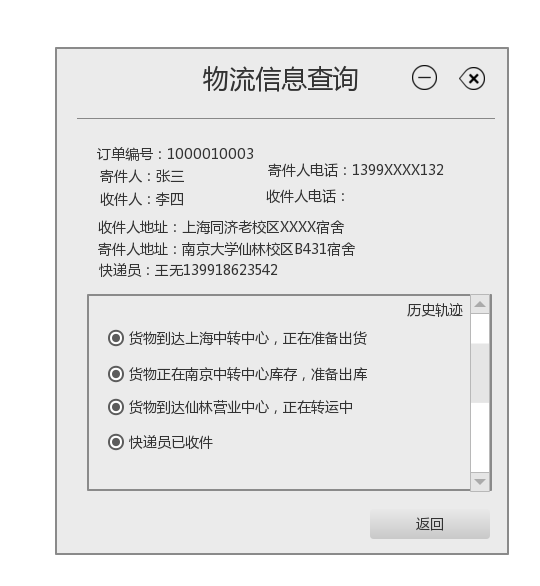 物流信息查询
订单编号：1000010003
寄件人：张三
寄件人电话：1399XXXX132
收件人：李四
收件人电话：
收件人地址：上海同济老校区XXXX宿舍
寄件人地址：南京大学仙林校区B431宿舍
快递员：王无139918623542
历史轨迹
货物到达上海中转中心，正在准备出货
货物正在南京中转中心库存，准备出库
货物到达仙林营业中心，正在转运中
快递员已收件
返回